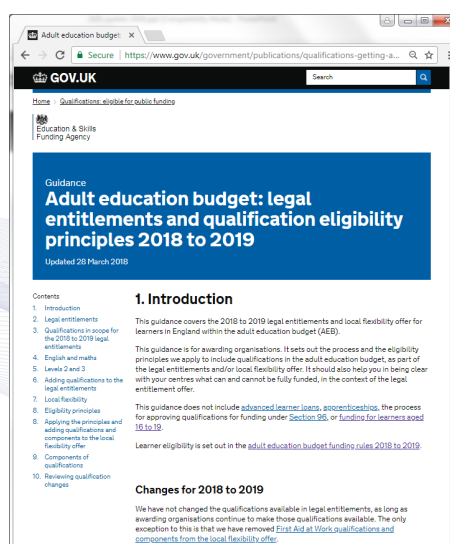 Adult education budget:
Secure | https://www.gov.uk/government/publications/qualifications-getting-a...
GOV.UK
Search
Home > Qualifications: eligible for public funding
Education & Skills
Funding Agency
Guidance
Adult education budget: legal
entitlements and qualification eligibility
principles 2018 to 2019
Updated 28 March 2018
Contents
1. Introduction
2. Legal entitlements
3. Qualifications in scope for
the 2018 to 2019 legal
entitlements
4. English and maths
5. Levels 2 and 3
6. Adding qualifications to the
legal entitlements
7. Local flexibility
8. Eligibility principles
8. Applying the principles and
adding qualifications and
components to the local
flexibility offer
9. Components of
qualifications
10. Reviewing qualification
changes
1. Introduction
This guidance covers the 2018 to 2019 legal entitlements and local flexibility offer for
learners in England within the adult education budget (AEB).
This guidance is for awarding organisations. It sets out the process and the eligibility
principles we apply to include qualifications in the adult education budget, as part of
the legal entitlements and/or local flexibility offer. It should also help you in being clear
with your centres what can and cannot be fully funded, in the context of the legal
entitlement offer.
This guidance does not include advanced learner loans, apprenticeships, the process
for approving qualifications for funding under Section 96, or funding for learners aged
16 to 19.
Learner eligibility is set out in the adult education budget funding rules 2018 to 2019.
Changes for 2018 to 2019
We have not changed the qualifications available in legal entitlements, as long as
awarding organisations continue to make those qualifications available. The only
exception to this is that we have removed First Aid at Work qualifications and
components from the local flexibility offer.